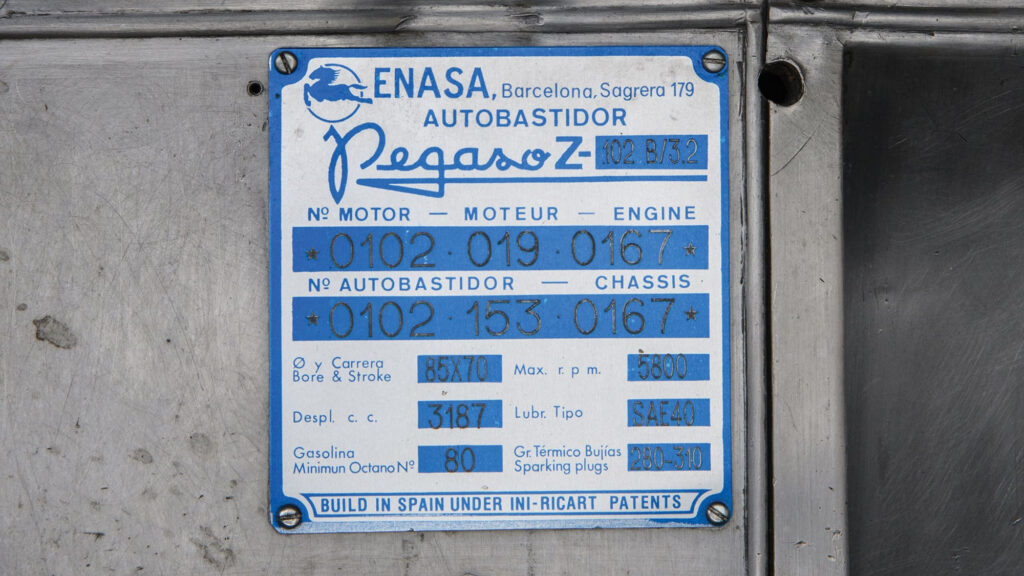 ENASA, Barcelona, Sagrera 179
AUTOBASTIDOR
Pegaso Z- 102 B/3.2
Nº MOTOR — MOTEUR — ENGINE
* 0102 · 019 · 0167 *
Nº AUTOBASTIDOR — CHASSIS
* 0102 · 153 · 0167 *
Ø y Carrera
Bore & Stroke 85X70
Max. r. p m. 5800
Despl. c. c. 3187
Lubr. Tipo SAE40
Gasolina
Minimun Octano Nº 80
Gr. Térmico Bujías
Sparking plugs 280-310
BUILD IN SPAIN UNDER INI-RICART PATENTS